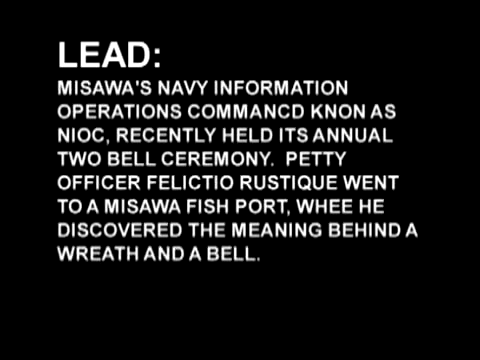 LEAD:
MISAWA'S NAVY INFORMATION
OPERATIONS COMMANCD KNON AS
NIOC, RECENTLY HELD ITS ANNUAL
TWO BELL CEREMONY.  PETTY
OFFICER FELICTIO RUSTIQUE WENT
TO A MISAWA FISH PORT, WHEE HE
DISCOVERED THE MEANING BEHIND A
WREATH AND A BELL.